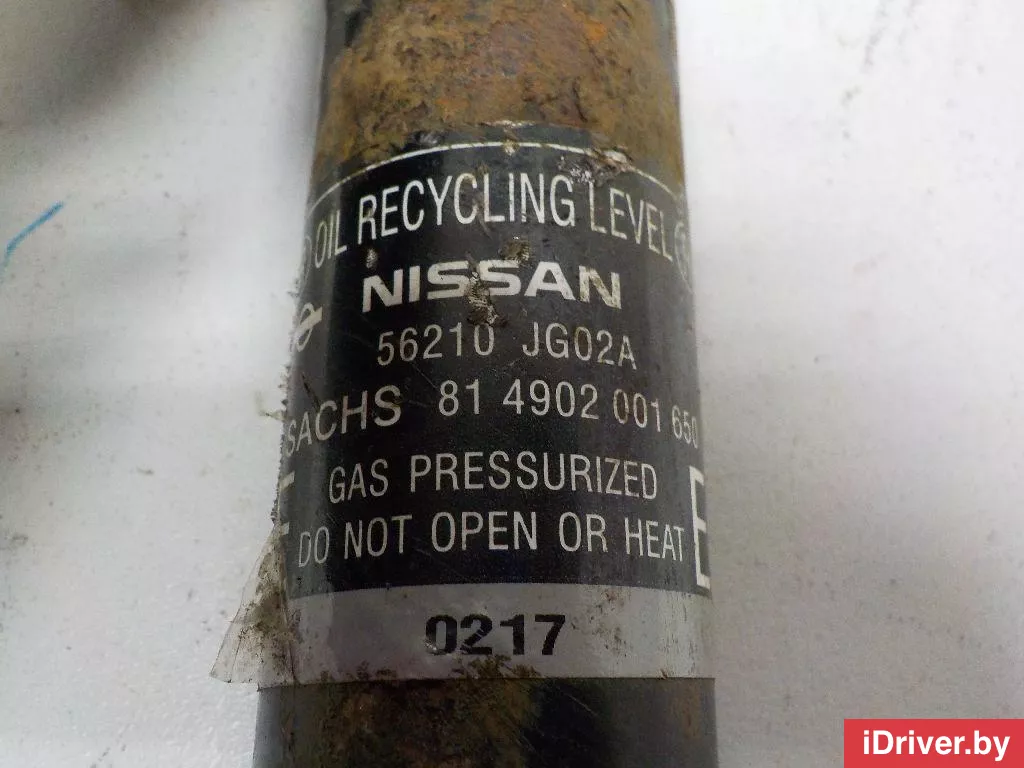 OIL RECYCLING LEVEL
NISSAN
56210 JG02A
SACHS 81 4902 001 650
GAS PRESSURIZED
DO NOT OPEN OR HEAT
E
0217
iDriver.by